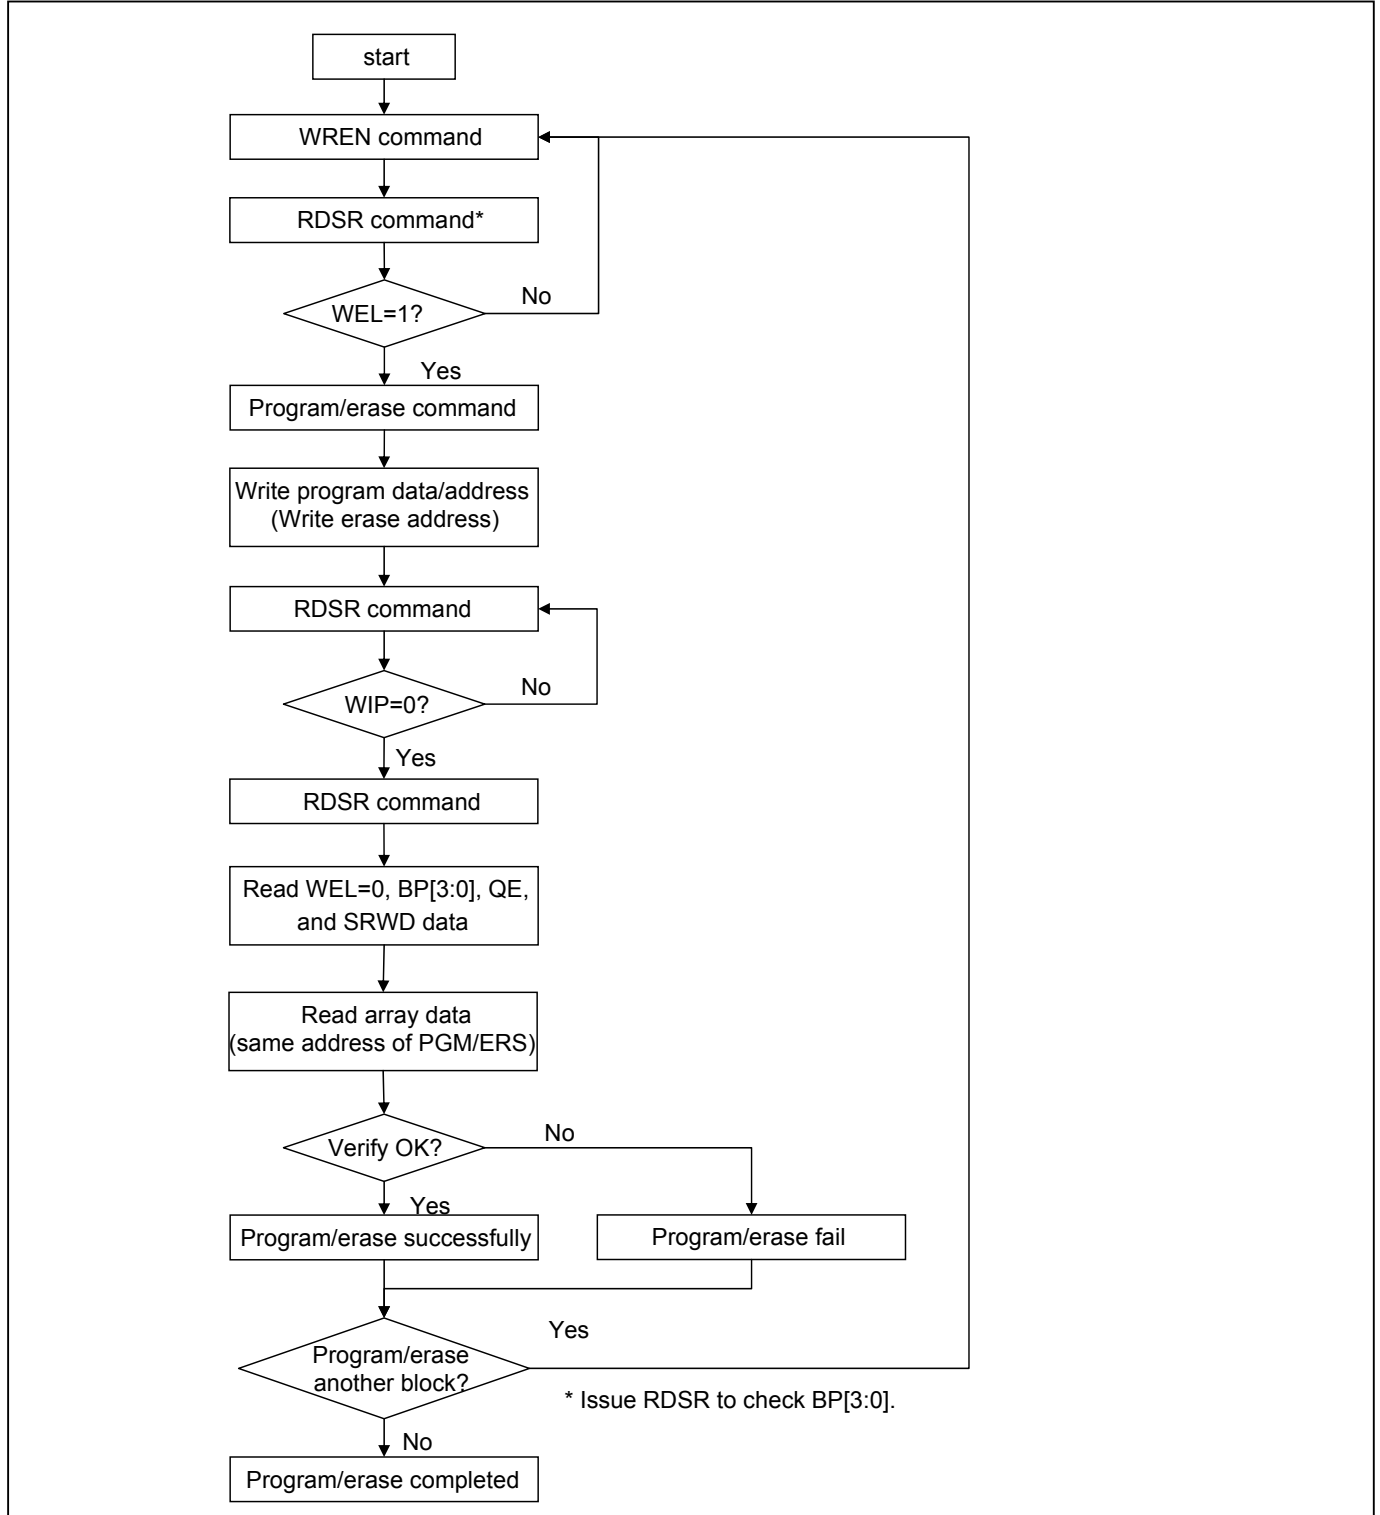 start
WREN command
RDSR command*
WEL=1?
No
Yes
Program/erase command
Write program data/address
(Write erase address)
RDSR command
WIP=0?
No
Yes
RDSR command
Read WEL=0, BP[3:0], QE,
and SRWD data
Read array data
(same address of PGM/ERS)
Verify OK?
No
Yes
Program/erase successfully
Program/erase fail
Yes
Program/erase
another block?
* Issue RDSR to check BP[3:0].
No
Program/erase completed